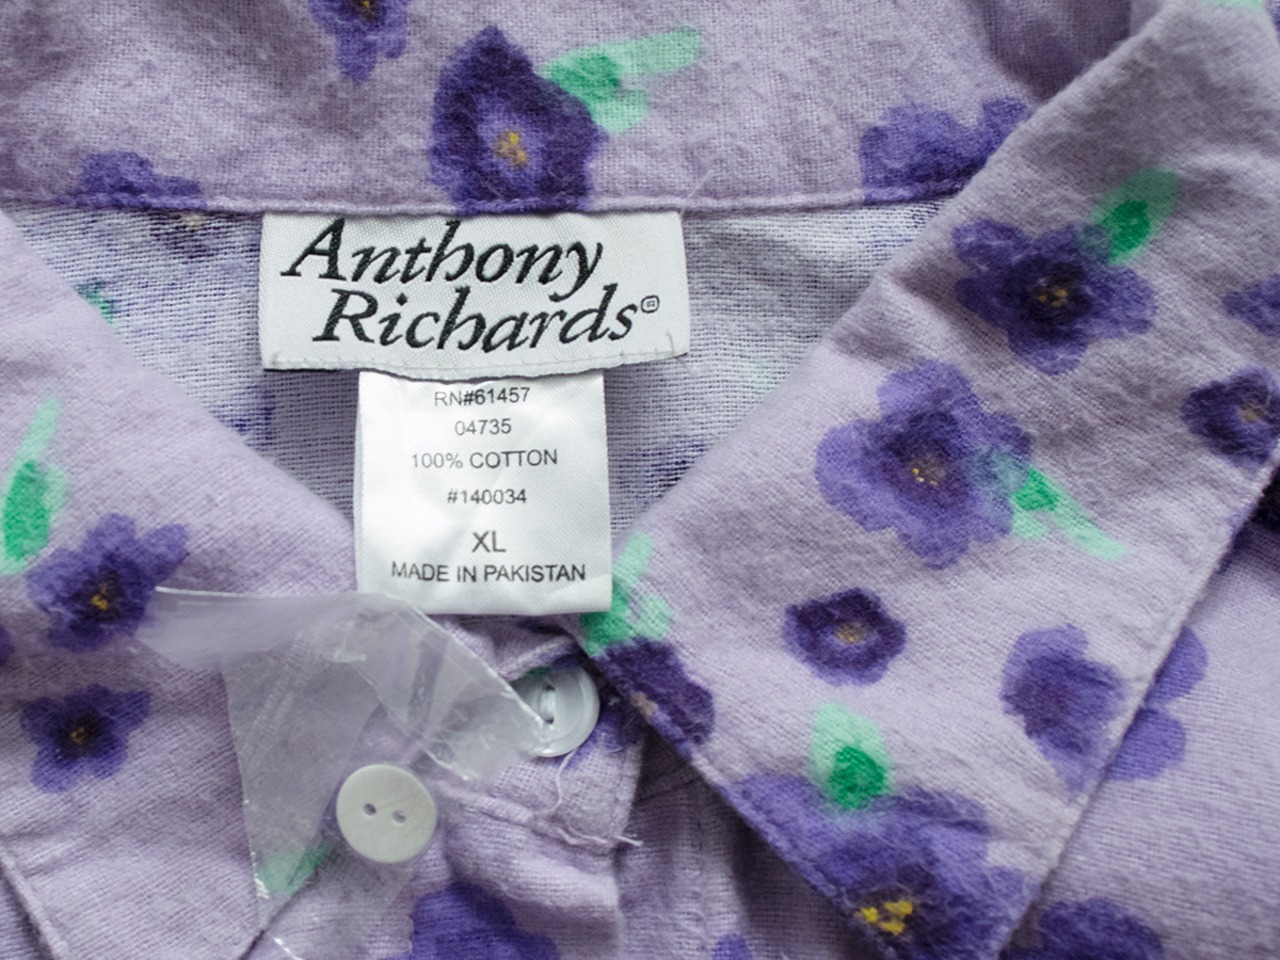 Anthony
Richards®
RN#61457
04735
100% COTTON
#140034
XL
MADE IN PAKISTAN